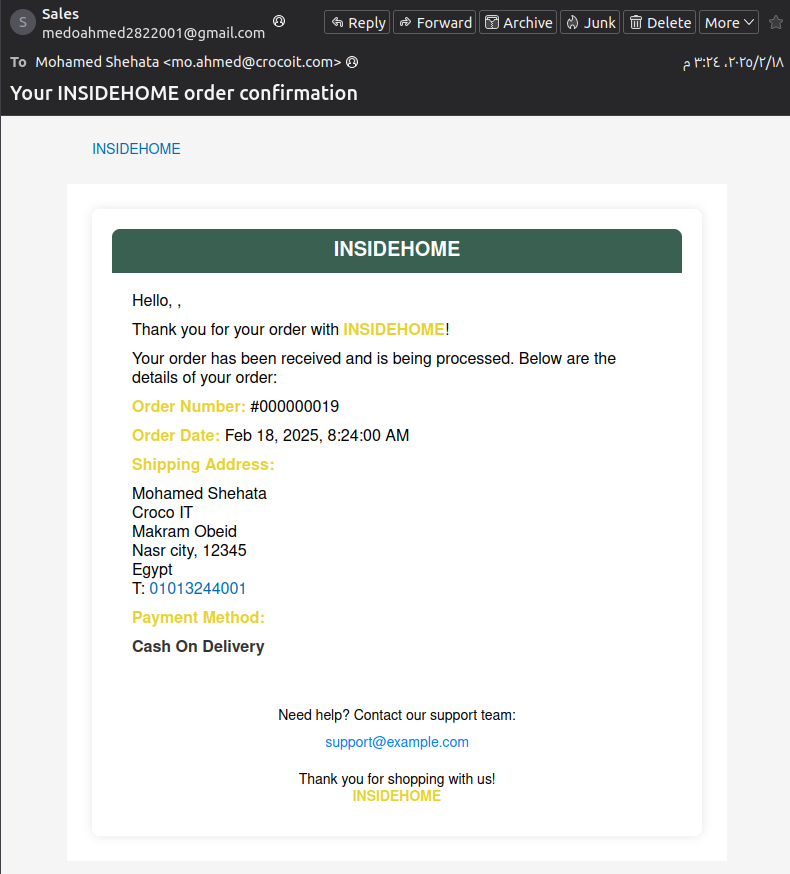 S
Sales
medoahmed2822001@gmail.com
Reply Forward Archive Junk Delete More
To Mohamed Shehata <mo.ahmed@crocoit.com>
٢٠٢٥/٢/١٨، ٣:٢٤ م
Your INSIDEHOME order confirmation
INSIDEHOME
INSIDEHOME
Hello, ,
Thank you for your order with INSIDEHOME!
Your order has been received and is being processed. Below are the
details of your order:
Order Number: #000000019
Order Date: Feb 18, 2025, 8:24:00 AM
Shipping Address:
Mohamed Shehata
Croco IT
Makram Obeid
Nasr city, 12345
Egypt
T: 01013244001
Payment Method:
Cash On Delivery
Need help? Contact our support team:
support@example.com
Thank you for shopping with us!
INSIDEHOME